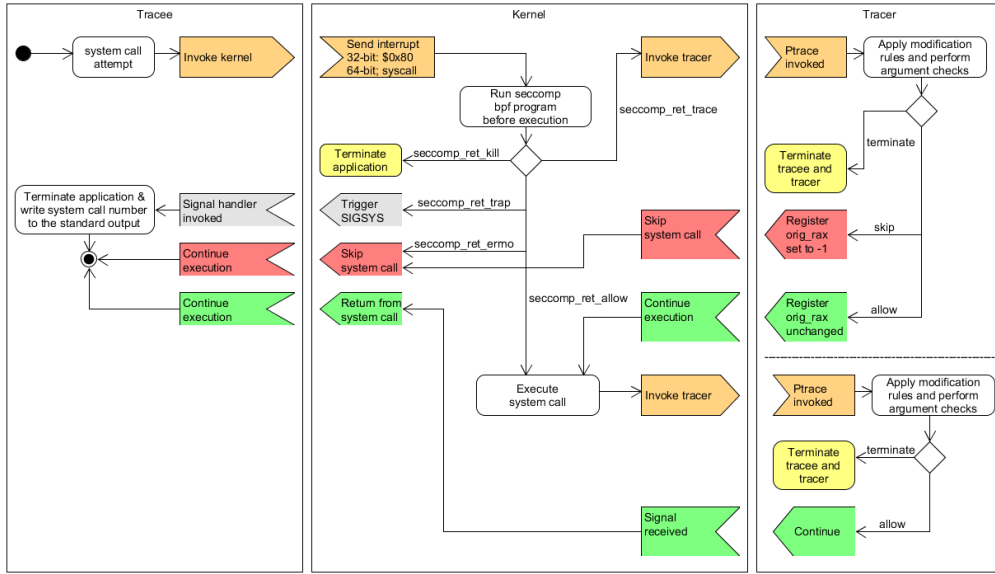 Tracee
system call
attempt
Invoke kernel
Terminate application &
write system call number
to the standard output
Signal handler
invoked
Continue
execution
Continue
execution
Kernel
Send interrupt
32-bit: $0x80
64-bit; syscall
Invoke tracer
Run seccomp
bpf program
before execution
seccomp_ret_trace
Terminate
application
seccomp_ret_kill
Trigger
SIGSYS
seccomp_ret_trap
Skip
system call
seccomp_ret_errno
Skip
system call
Return from
system call
seccomp_ret_allow
Continue
execution
Execute
system call
Invoke tracer
Signal
received
Tracer
Ptrace
invoked
Apply modification
rules and perform
argument checks
terminate
Terminate
tracee and
tracer
Register
orig_rax
set to -1
skip
Register
orig_rax
unchanged
allow
Ptrace
invoked
Apply modification
rules and perform
argument checks
Terminate
tracee and
tracer
terminate
Continue
allow